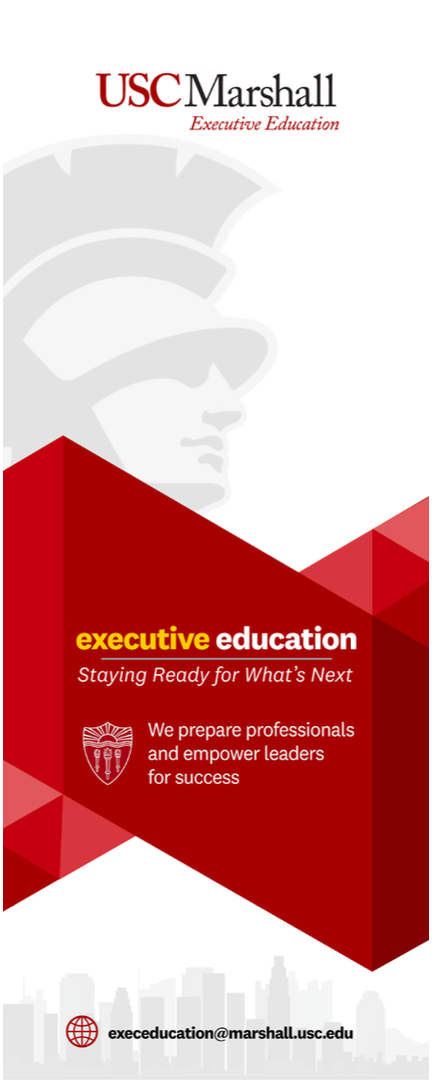 USC Marshall
Executive Education
executive education
Staying Ready for What's Next
We prepare professionals
and empower leaders
for success
execeducation@marshall.usc.edu